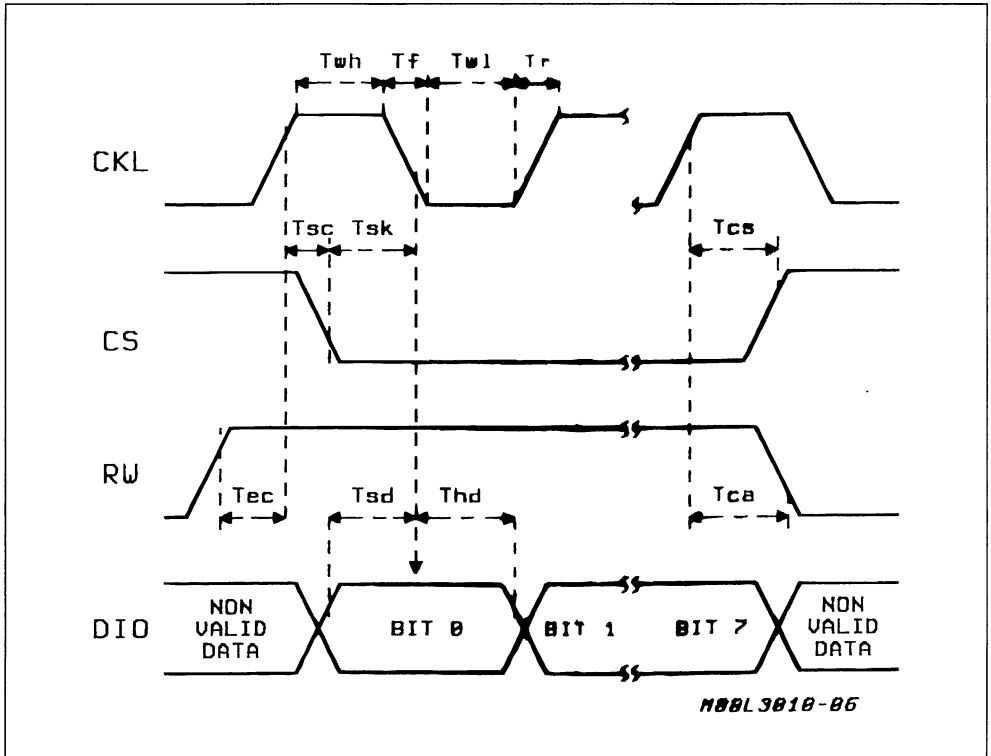 Twh Tf Twl Tr
CKL
Tsc Tsk Tcs
CS
RW
Tec Tsd Thd Tca
DIO
NON VALID DATA
BIT 0
BIT 1
BIT 7
NON VALID DATA
M88L3010-06